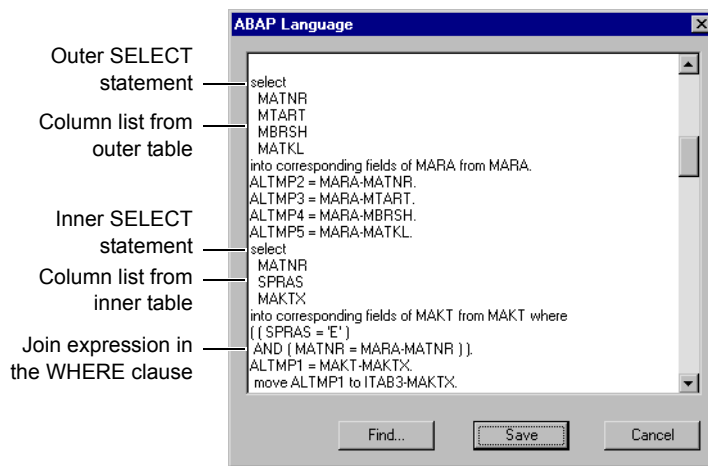 ABAP Language
Outer SELECT
statement
Column list from
outer table
Inner SELECT
statement
Column list from
inner table
Join expression in
the WHERE clause
select
MATNR
MTART
MBRSH
MATKL
into corresponding fields of MARA from MARA.
ALTMP2 = MARA-MATNR.
ALTMP3 = MARA-MTART.
ALTMP4 = MARA-MBRSH.
ALTMP5 = MARA-MATKL.
select
MATNR
SPRAS
MAKTX
into corresponding fields of MAKT from MAKT where
( ( SPRAS = 'E' )
AND ( MATNR = MARA-MATNR ) ).
ALTMP1 = MAKT-MAKTX.
move ALTMP1 to ITAB3-MAKTX.
Find...
Save
Cancel